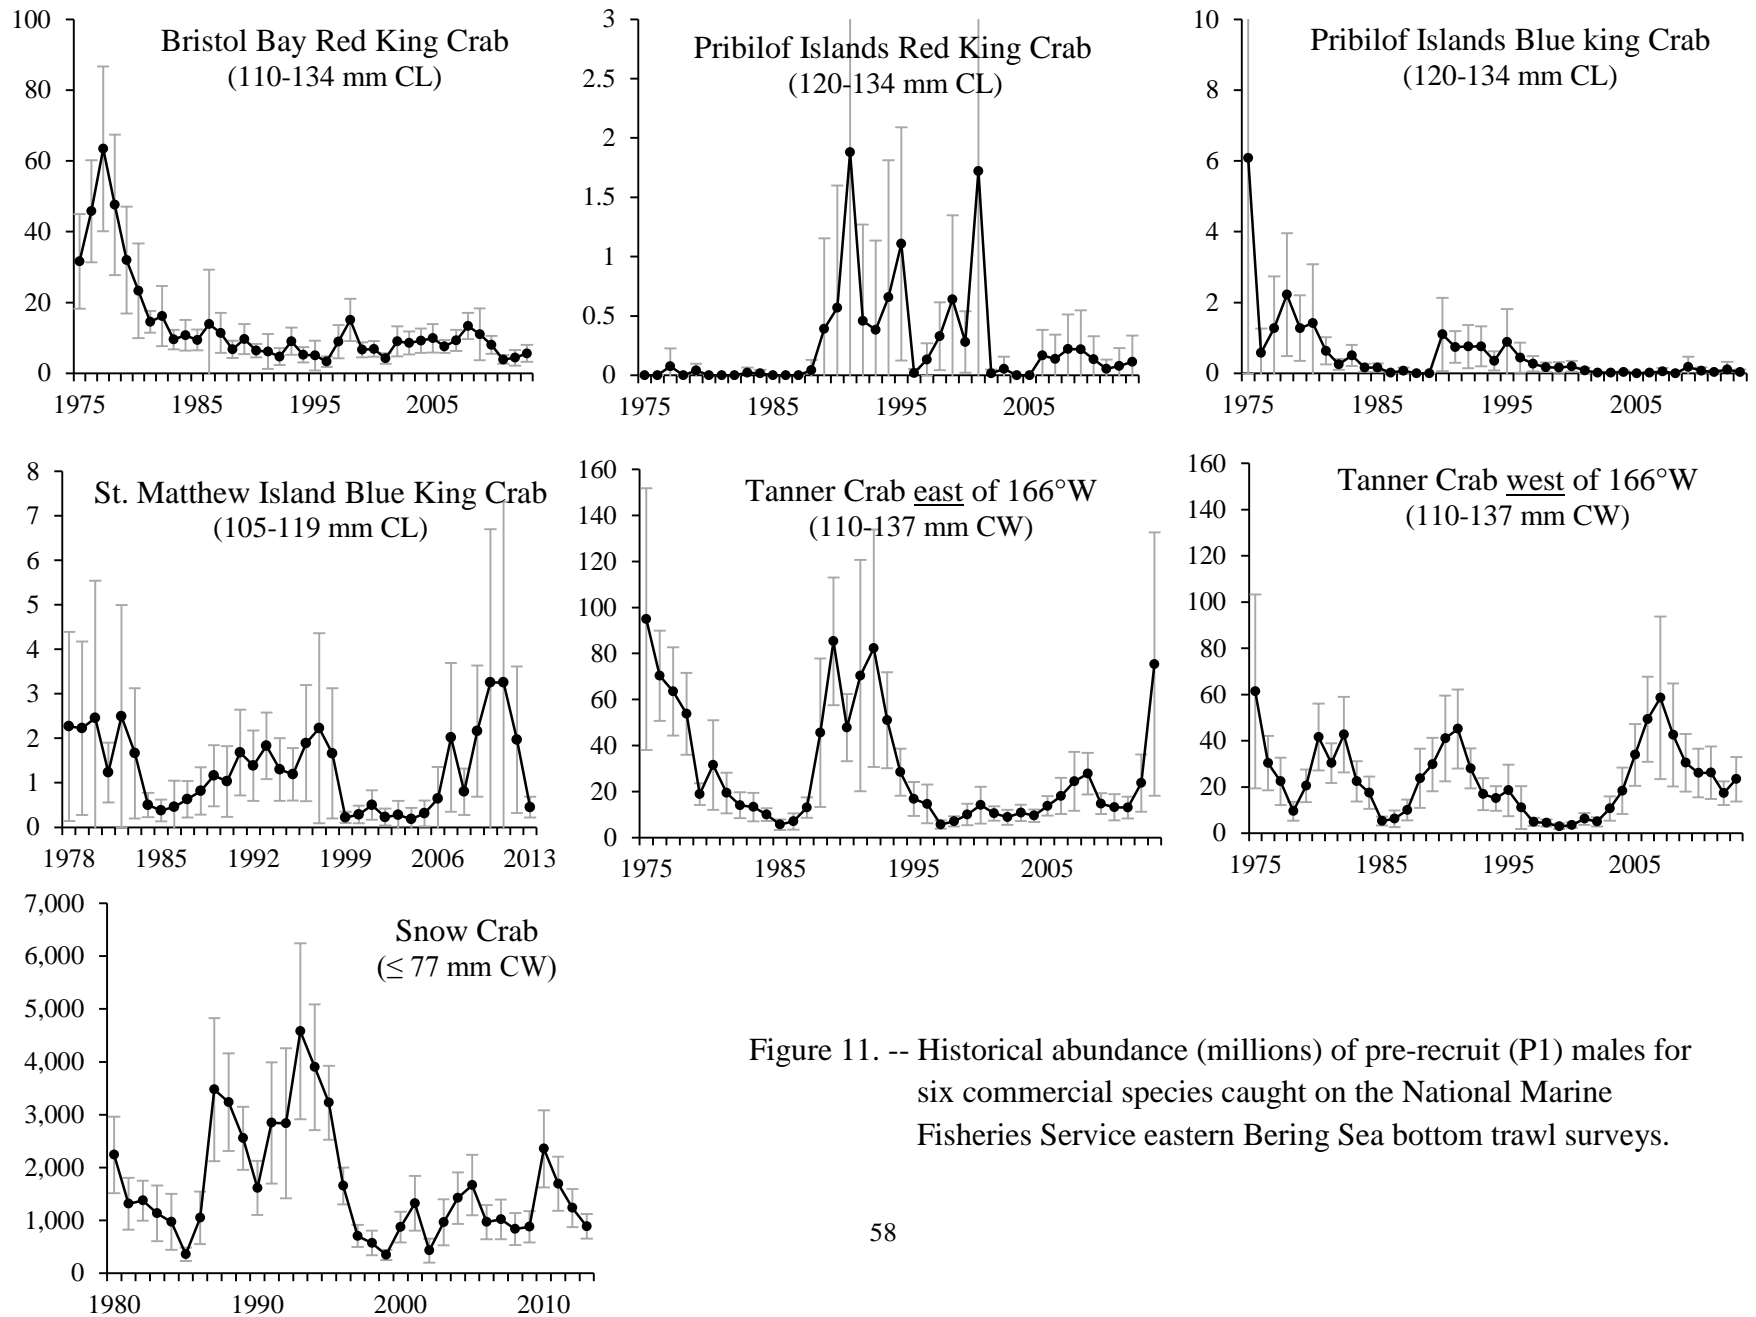 Bristol Bay Red King Crab
(110-134 mm CL)
100
80
60
40
20
0
1975 1985 1995 2005
Pribilof Islands Red King Crab
(120-134 mm CL)
3
2.5
2
1.5
1
0.5
0
1975 1985 1995 2005
Pribilof Islands Blue king Crab
(120-134 mm CL)
10
8
6
4
2
0
1975 1985 1995 2005
St. Matthew Island Blue King Crab
(105-119 mm CL)
8
7
6
5
4
3
2
1
0
1978 1985 1992 1999 2006 2013
Tanner Crab east of 166°W
(110-137 mm CW)
160
140
120
100
80
60
40
20
0
1975 1985 1995 2005
Tanner Crab west of 166°W
(110-137 mm CW)
160
140
120
100
80
60
40
20
0
1975 1985 1995 2005
Snow Crab
(≤ 77 mm CW)
7,000
6,000
5,000
4,000
3,000
2,000
1,000
0
1980 1990 2000 2010
Figure 11. -- Historical abundance (millions) of pre-recruit (P1) males for
six commercial species caught on the National Marine
Fisheries Service eastern Bering Sea bottom trawl surveys.
58